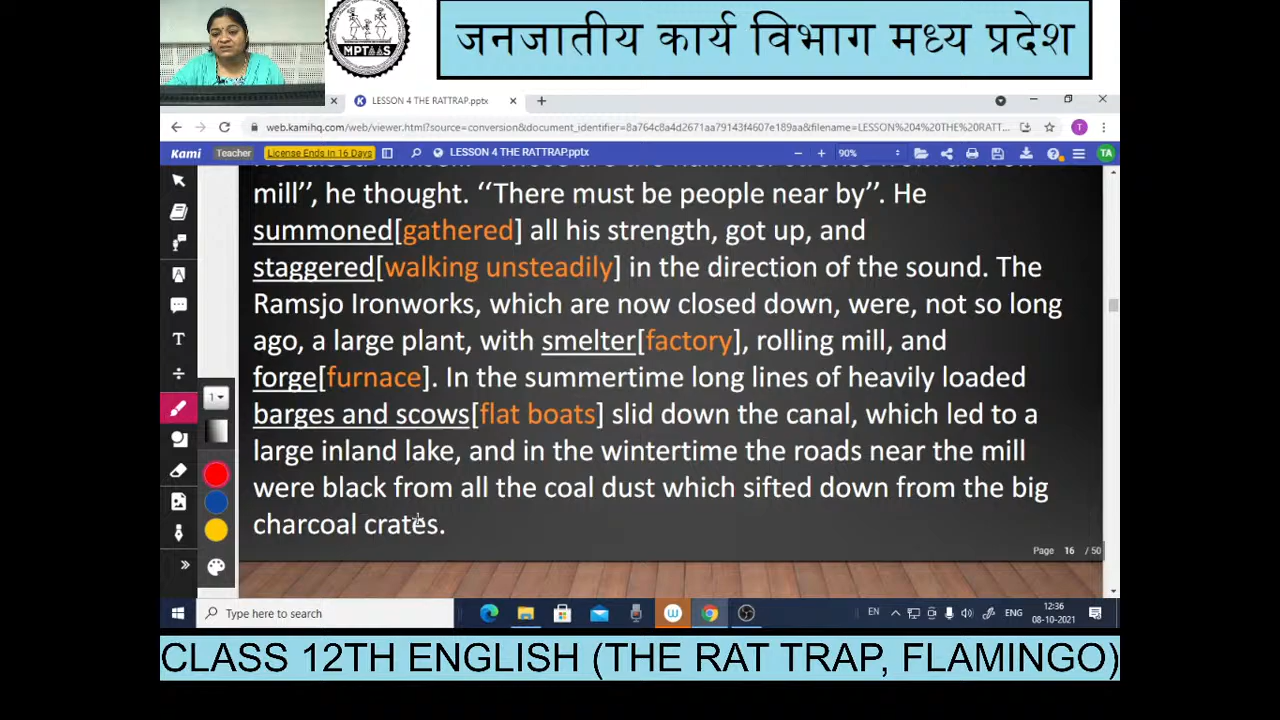 MPTAAS
जनजातीय कार्य विभाग मध्य प्रदेश
LESSON 4 THE RATTRAP.pptx
web.kamihq.com/web/viewer.html?source=conversion&document_identifier=8a764c8a4d2671aa79143f4607e189aa&filename=LESSON%204%20THE%20RATT...
Kami Teacher License Ends In 16 Days LESSON 4 THE RATTRAP.pptx 90% TA
mill’’, he thought. ‘‘There must be people near by’’. He
summoned[gathered] all his strength, got up, and
staggered[walking unsteadily] in the direction of the sound. The
Ramsjo Ironworks, which are now closed down, were, not so long
ago, a large plant, with smelter[factory], rolling mill, and
forge[furnace]. In the summertime long lines of heavily loaded
barges and scows[flat boats] slid down the canal, which led to a
large inland lake, and in the wintertime the roads near the mill
were black from all the coal dust which sifted down from the big
charcoal crates.
Page 16 / 50
Type here to search
EN ENG 12:36
08-10-2021
CLASS 12TH ENGLISH (THE RAT TRAP, FLAMINGO)